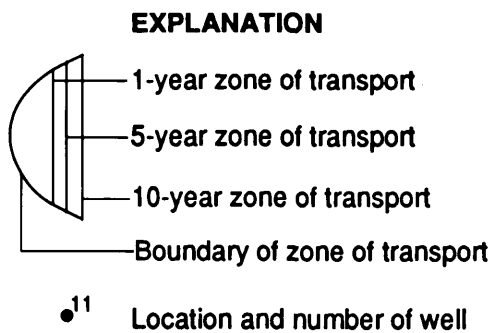 EXPLANATION
1-year zone of transport
5-year zone of transport
10-year zone of transport
Boundary of zone of transport
11 Location and number of well